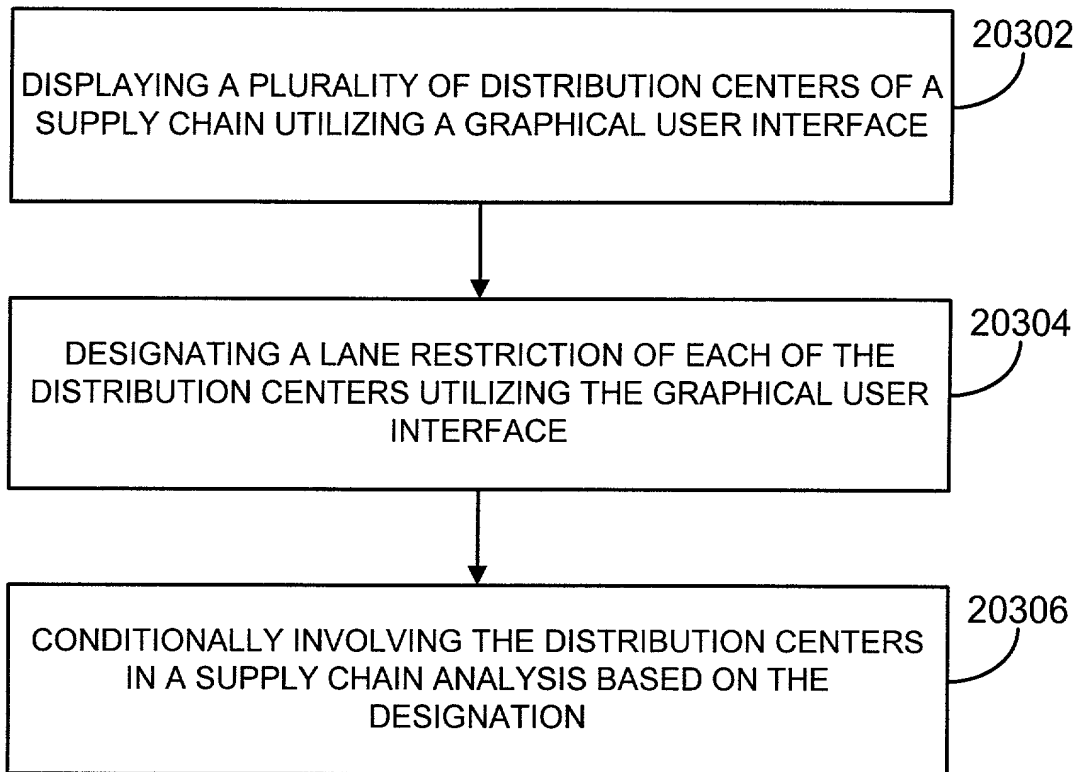 20302
DISPLAYING A PLURALITY OF DISTRIBUTION CENTERS OF A
SUPPLY CHAIN UTILIZING A GRAPHICAL USER INTERFACE
20304
DESIGNATING A LANE RESTRICTION OF EACH OF THE
DISTRIBUTION CENTERS UTILIZING THE GRAPHICAL USER
INTERFACE
20306
CONDITIONALLY INVOLVING THE DISTRIBUTION CENTERS
IN A SUPPLY CHAIN ANALYSIS BASED ON THE
DESIGNATION